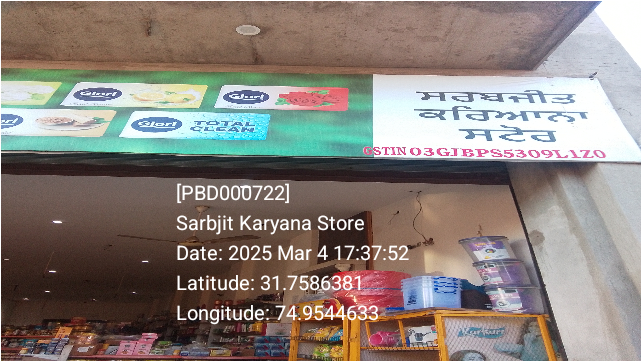 Glori
Glori
Glori
TOTAL
CLEAN
ਸਰਬਜੀਤ
ਕਰਿਆਨਾ
ਸਟੋਰ
GSTIN 03GJBPS5309L1Z0
[PBD000722]
Sarbjit Karyana Store
Date: 2025 Mar 4 17:37:52
Latitude: 31.7586381
Longitude: 74.9544633